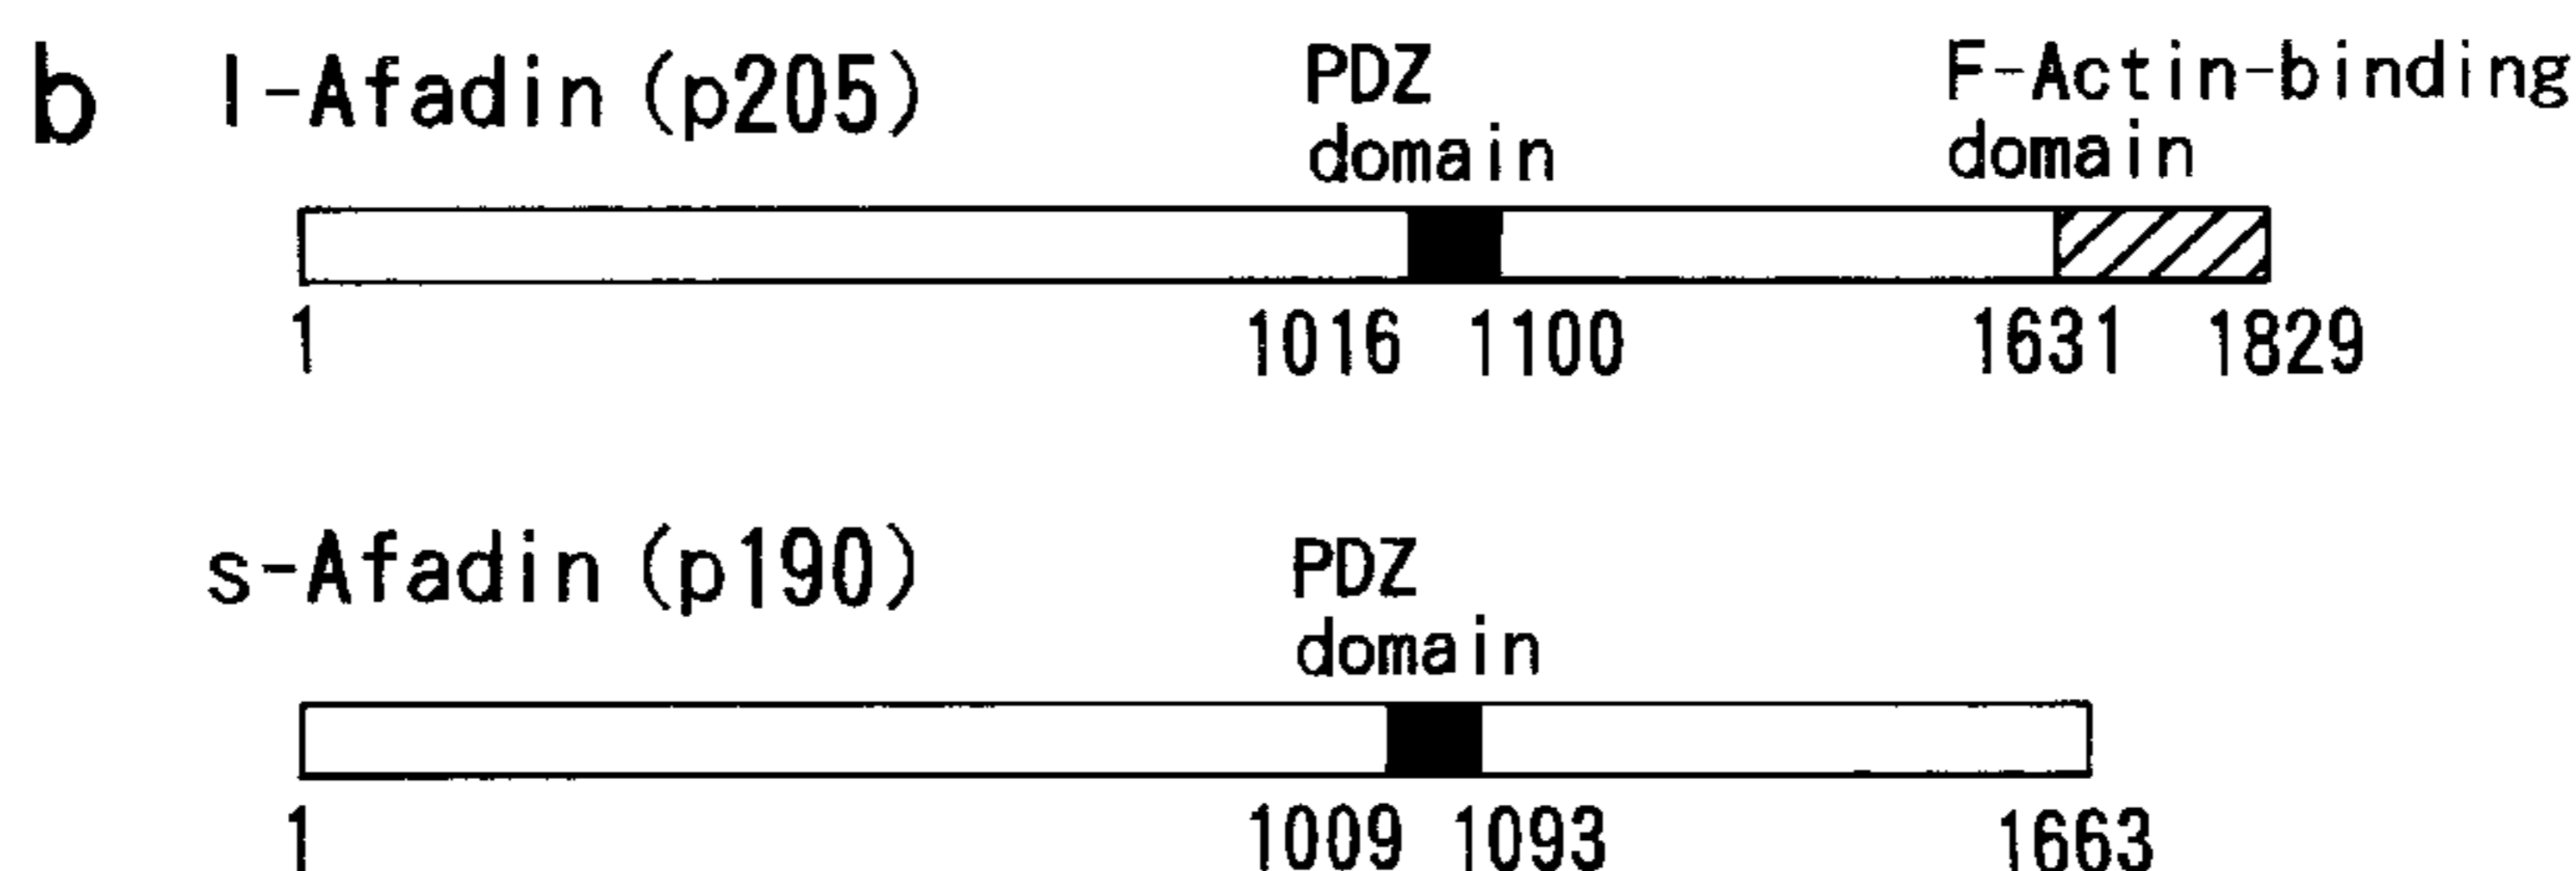 b l-Afadin (p205)
PDZ
domain
F-Actin-binding
domain
1 1016 1100 1631 1829
s-Afadin (p190)
PDZ
domain
1 1009 1093 1663